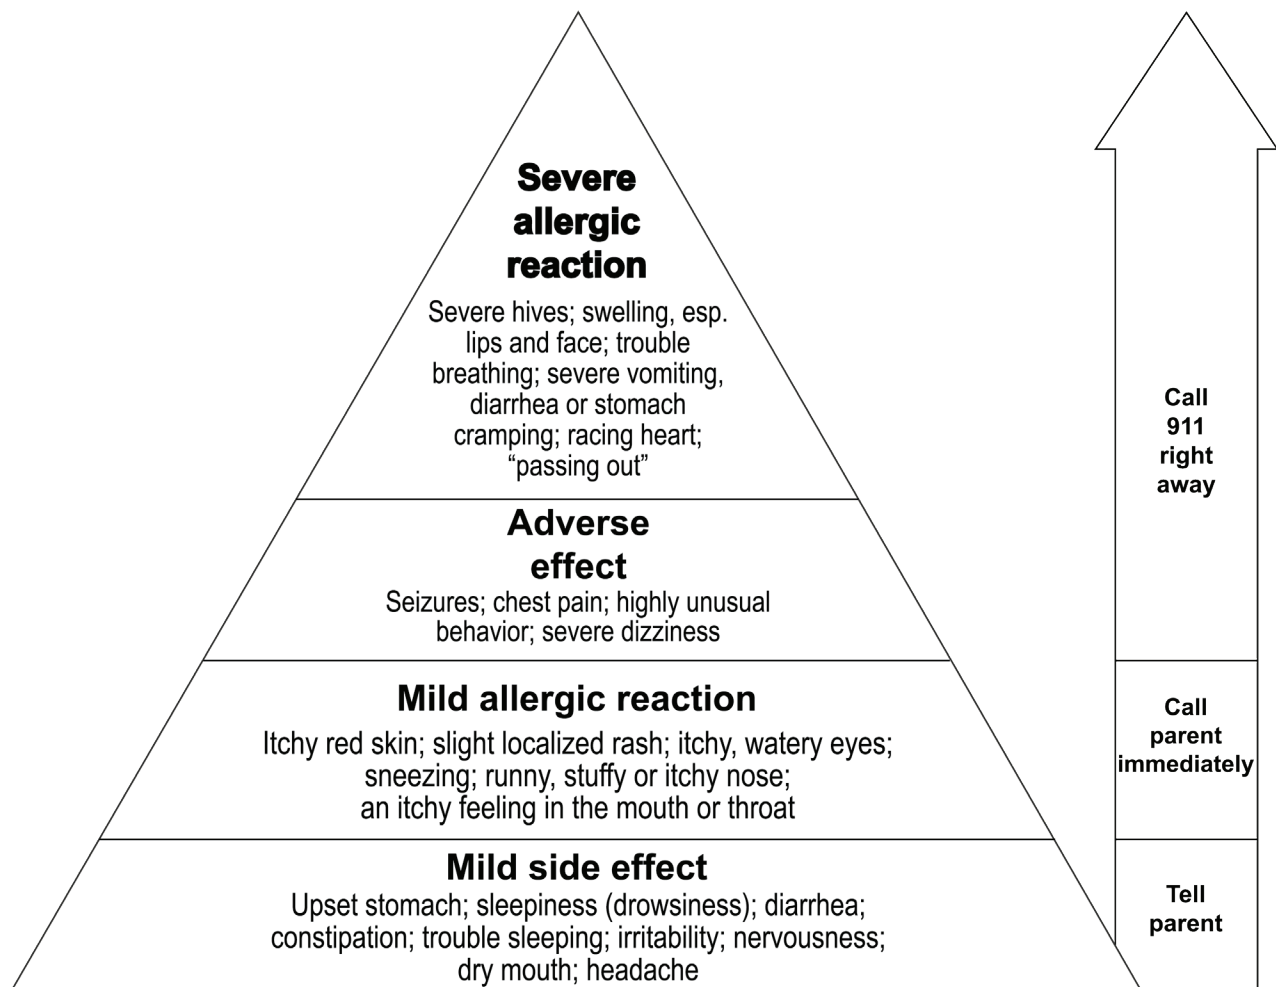 Severe
allergic
reaction
Severe hives; swelling, esp.
lips and face; trouble
breathing; severe vomiting,
diarrhea or stomach
cramping; racing heart;
“passing out”
Adverse
effect
Seizures; chest pain; highly unusual
behavior; severe dizziness
Mild allergic reaction
Itchy red skin; slight localized rash; itchy, watery eyes;
sneezing; runny, stuffy or itchy nose;
an itchy feeling in the mouth or throat
Mild side effect
Upset stomach; sleepiness (drowsiness); diarrhea;
constipation; trouble sleeping; irritability; nervousness;
dry mouth; headache
Call
911
right
away
Call
parent
immediately
Tell
parent